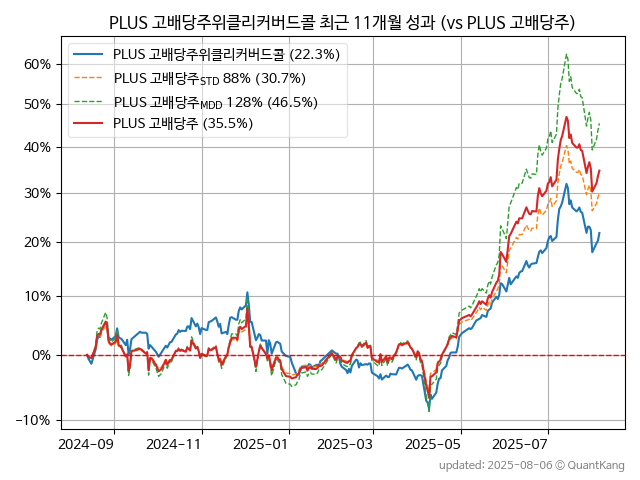 PLUS 고배당주위클리커버드콜 최근 11개월 성과 (vs PLUS 고배당주)
PLUS 고배당주위클리커버드콜 (22.3%)
PLUS 고배당주STD 88% (30.7%)
PLUS 고배당주MDD 128% (46.5%)
PLUS 고배당주 (35.5%)
60%
50%
40%
30%
20%
10%
0%
−10%
2024-09 2024-11 2025-01 2025-03 2025-05 2025-07
updated: 2025-08-06 © QuantKang